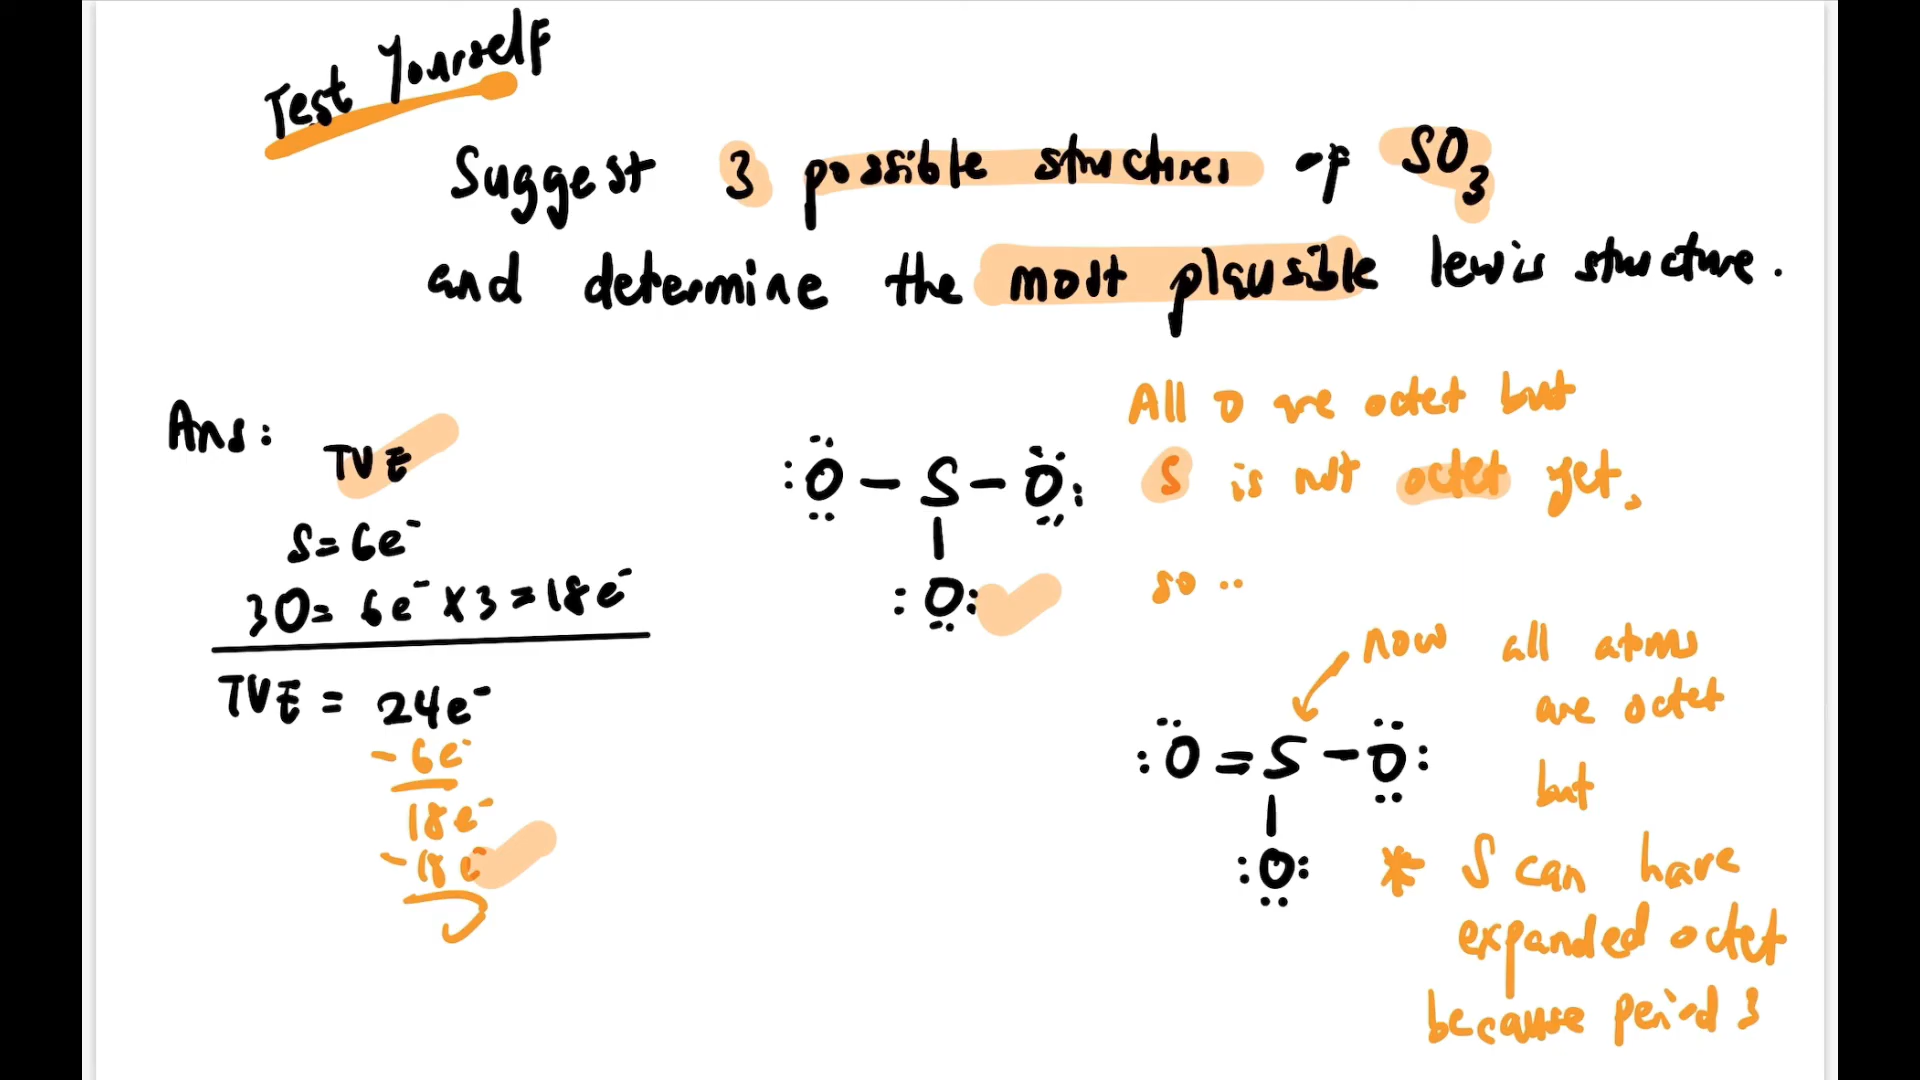 Test Yourself
Suggest 3 possible structures of SO₃
and determine the most plausible lewis structure.
Ans:
TVE
S = 6e⁻
3O = 6e⁻ x 3 = 18e⁻
TVE = 24e⁻
- 6e⁻
18e⁻
- 18e⁻
:O - S - O:
|
:O:
All O are octet but
S is not octet yet,
so ..
now all atoms
are octet
but
:O = S - O:
|
:O:
* S can have
expanded octet
because period 3